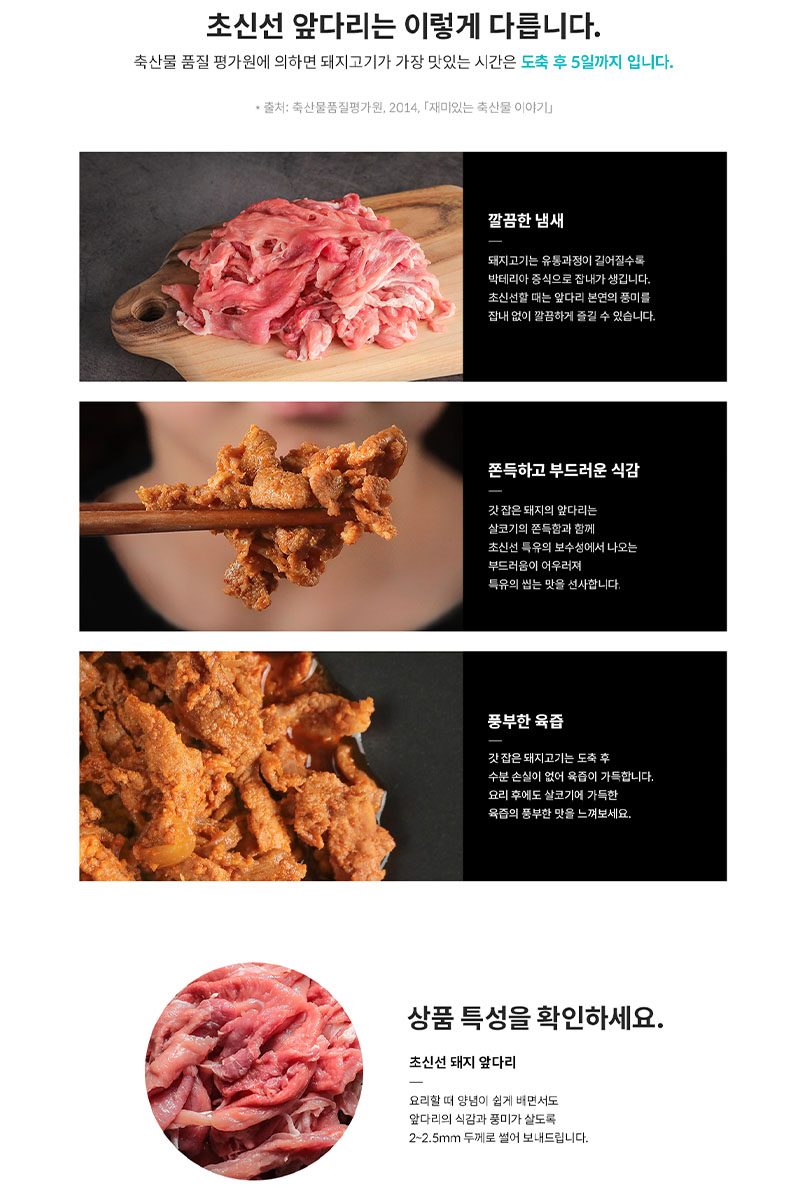 초신선 앞다리는 이렇게 다릅니다.
축산물 품질 평가원에 의하면 돼지고기가 가장 맛있는 시간은 도축 후 5일까지 입니다.
* 출처: 축산물품질평가원, 2014, 「재미있는 축산물 이야기」
깔끔한 냄새
돼지고기는 유통과정이 길어질수록
박테리아 증식으로 잡내가 생깁니다.
초신선할 때는 앞다리 본연의 풍미를
잡내 없이 깔끔하게 즐길 수 있습니다.
쫀득하고 부드러운 식감
갓 잡은 돼지의 앞다리는
살코기의 쫀득함과 함께
초신선 특유의 보수성에서 나오는
부드러움이 어우러져
특유의 씹는 맛을 선사합니다.
풍부한 육즙
갓 잡은 돼지고기는 도축 후
수분 손실이 없어 육즙이 가득합니다.
요리 후에도 살코기에 가득한
육즙의 풍부한 맛을 느껴보세요.
상품 특성을 확인하세요.
초신선 돼지 앞다리
요리할 때 양념이 쉽게 배면서도
앞다리의 식감과 풍미가 살도록
2~2.5mm 두께로 썰어 보내드립니다.